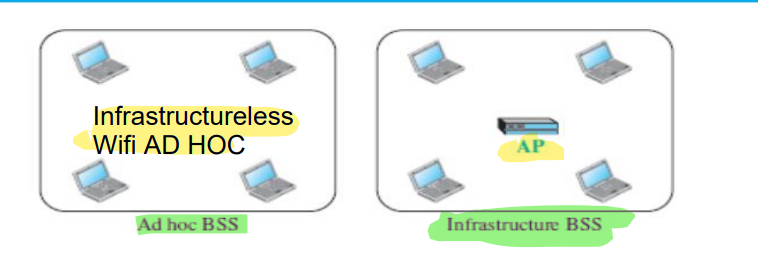 Infrastructureless
Wifi AD HOC
AP
Ad hoc BSS
Infrastructure BSS